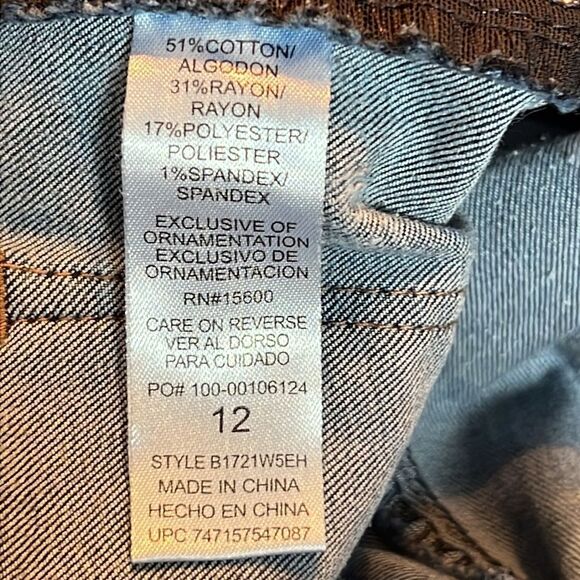 51%COTTON/
ALGODON
31%RAYON/
RAYON
17%POLYESTER/
POLIESTER
1%SPANDEX/
SPANDEX
EXCLUSIVE OF
ORNAMENTATION
EXCLUSIVO DE
ORNAMENTACION
RN#15600
CARE ON REVERSE
VER AL DORSO
PARA CUIDADO
PO# 100-00106124
12
STYLE B1721W5EH
MADE IN CHINA
HECHO EN CHINA
UPC 747157547087